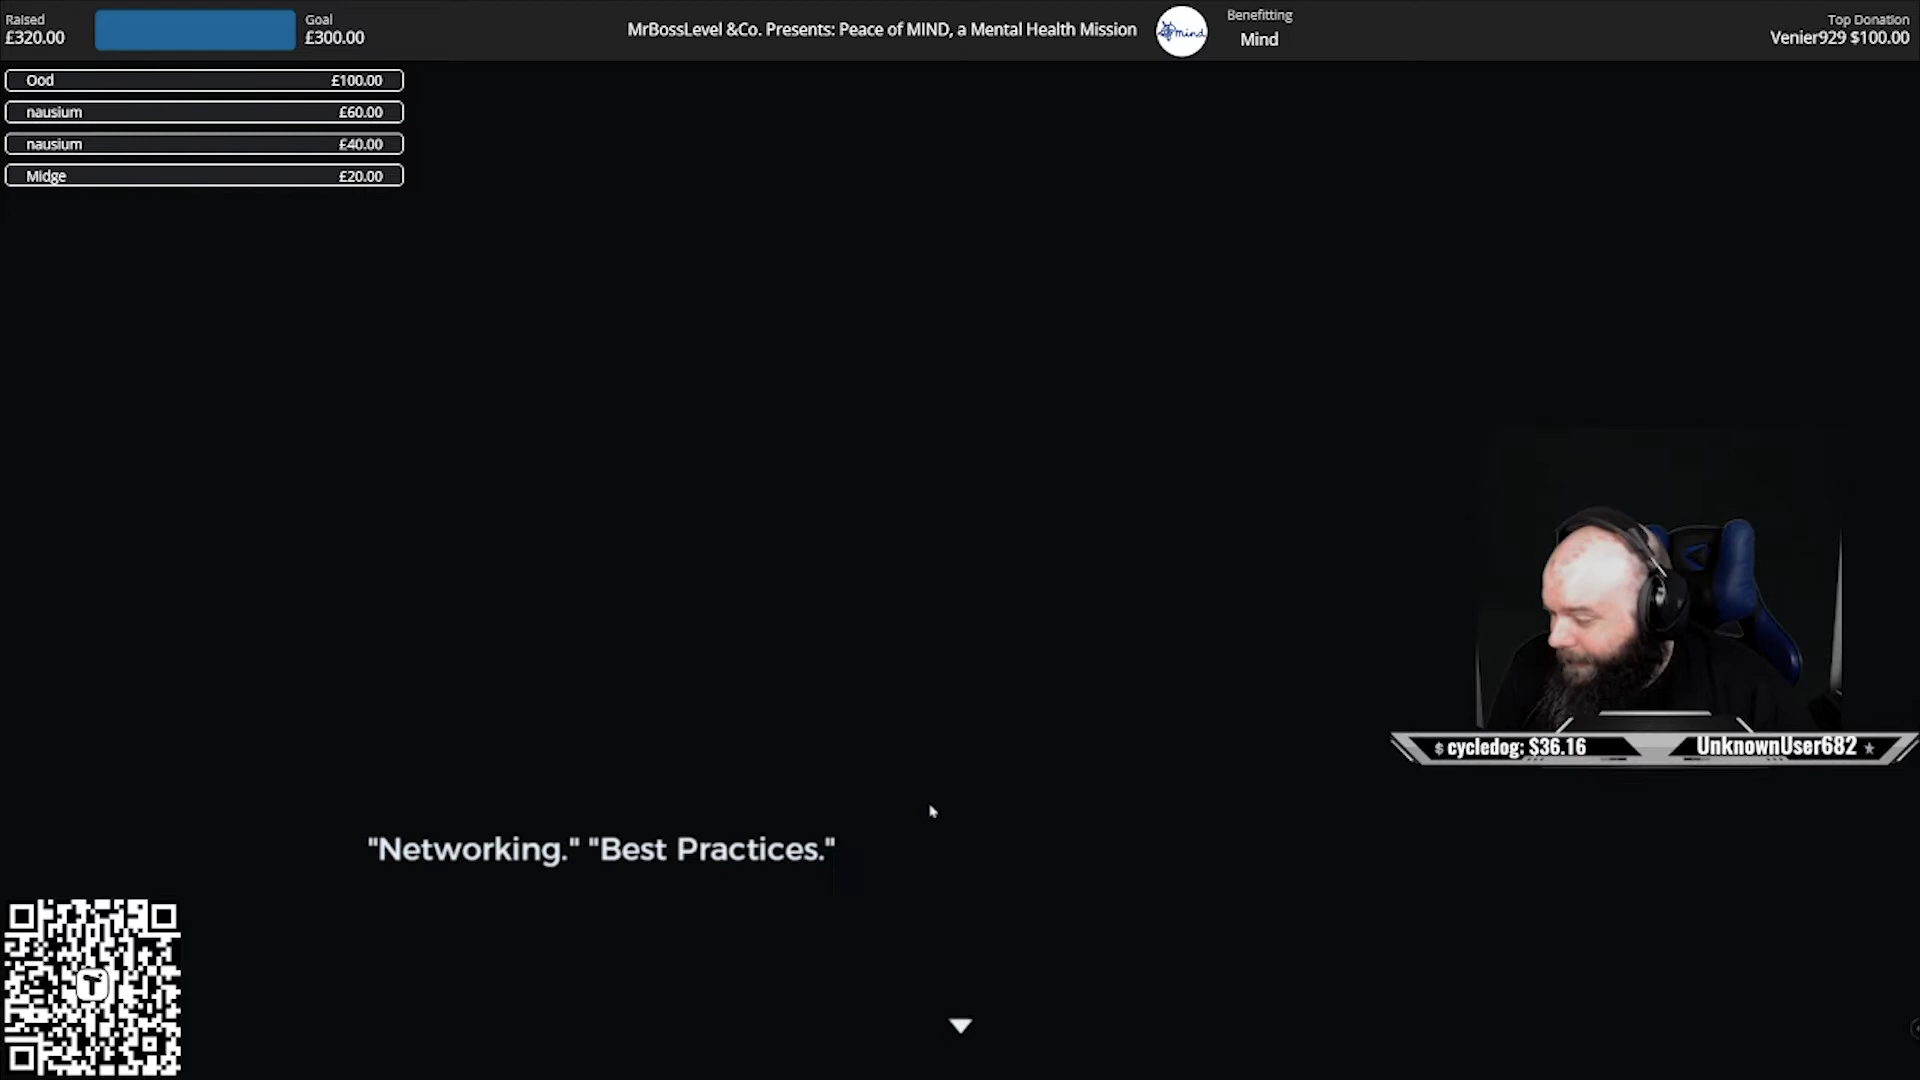 Raised
£320.00
Goal
£300.00
MrBossLevel &Co. Presents: Peace of MIND, a Mental Health Mission
mind
Benefitting
Mind
Top Donation
Venier929 $100.00
Ood £100.00
nausium £60.00
nausium £40.00
Midge £20.00
$ cycledog: $36.16
UnknownUser682
"Networking." "Best Practices."
T